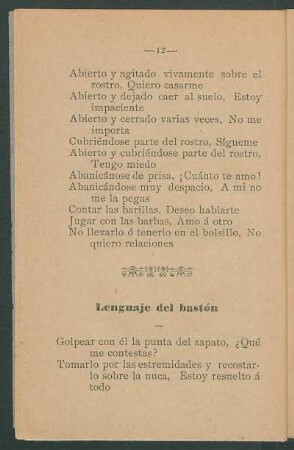 —12—
Abierto y agitado vivamente sobre el
rostro, Quiero casarme
Abierto y dejado caer al suelo, Estoy
impaciente
Abierto y cerrado varias veces, No me
importa
Cubriéndose parte del rostro, Sígueme
Abierto y cubriéndose parte del rostro,
Tengo miedo
Abanicánose de prisa, ¡Cuánto te amo!
Abanicándose muy despacio, A mi no
me la pegas
Contar las barillas, Deseo hablarte
Jugar con las barbas, Amo á otro
No llevarlo ó tenerlo en el bolsillo, No
quiero relaciones
Lenguaje del bastón
Golpear con él la punta del zapato, ¿Qué
me contestas?
Tomarlo por las estremidades y recostar-
lo sobre la nuca, Estoy resuelto á
todo